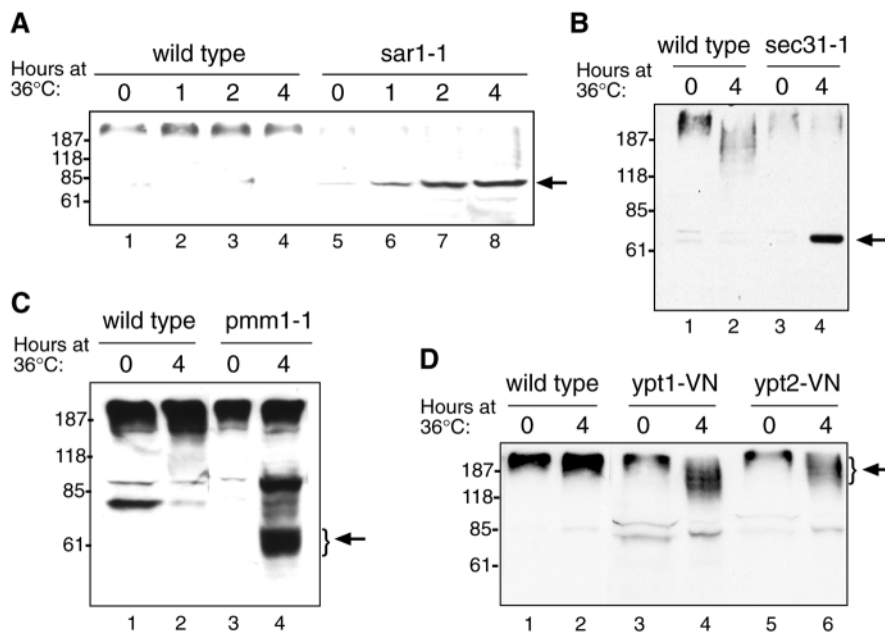 A
wild type sar1-1
Hours at
36°C: 0 1 2 4 0 1 2 4
187-
118-
85-
61-
1 2 3 4 5 6 7 8
B
wild type sec31-1
Hours at
36°C: 0 4 0 4
187-
118-
85-
61-
1 2 3 4
C
wild type pmm1-1
Hours at
36°C: 0 4 0 4
187-
118-
85-
61-
}
1 2 3 4
D
wild type ypt1-VN ypt2-VN
Hours at
36°C: 0 4 0 4 0 4
187-
}
118-
85-
61-
1 2 3 4 5 6